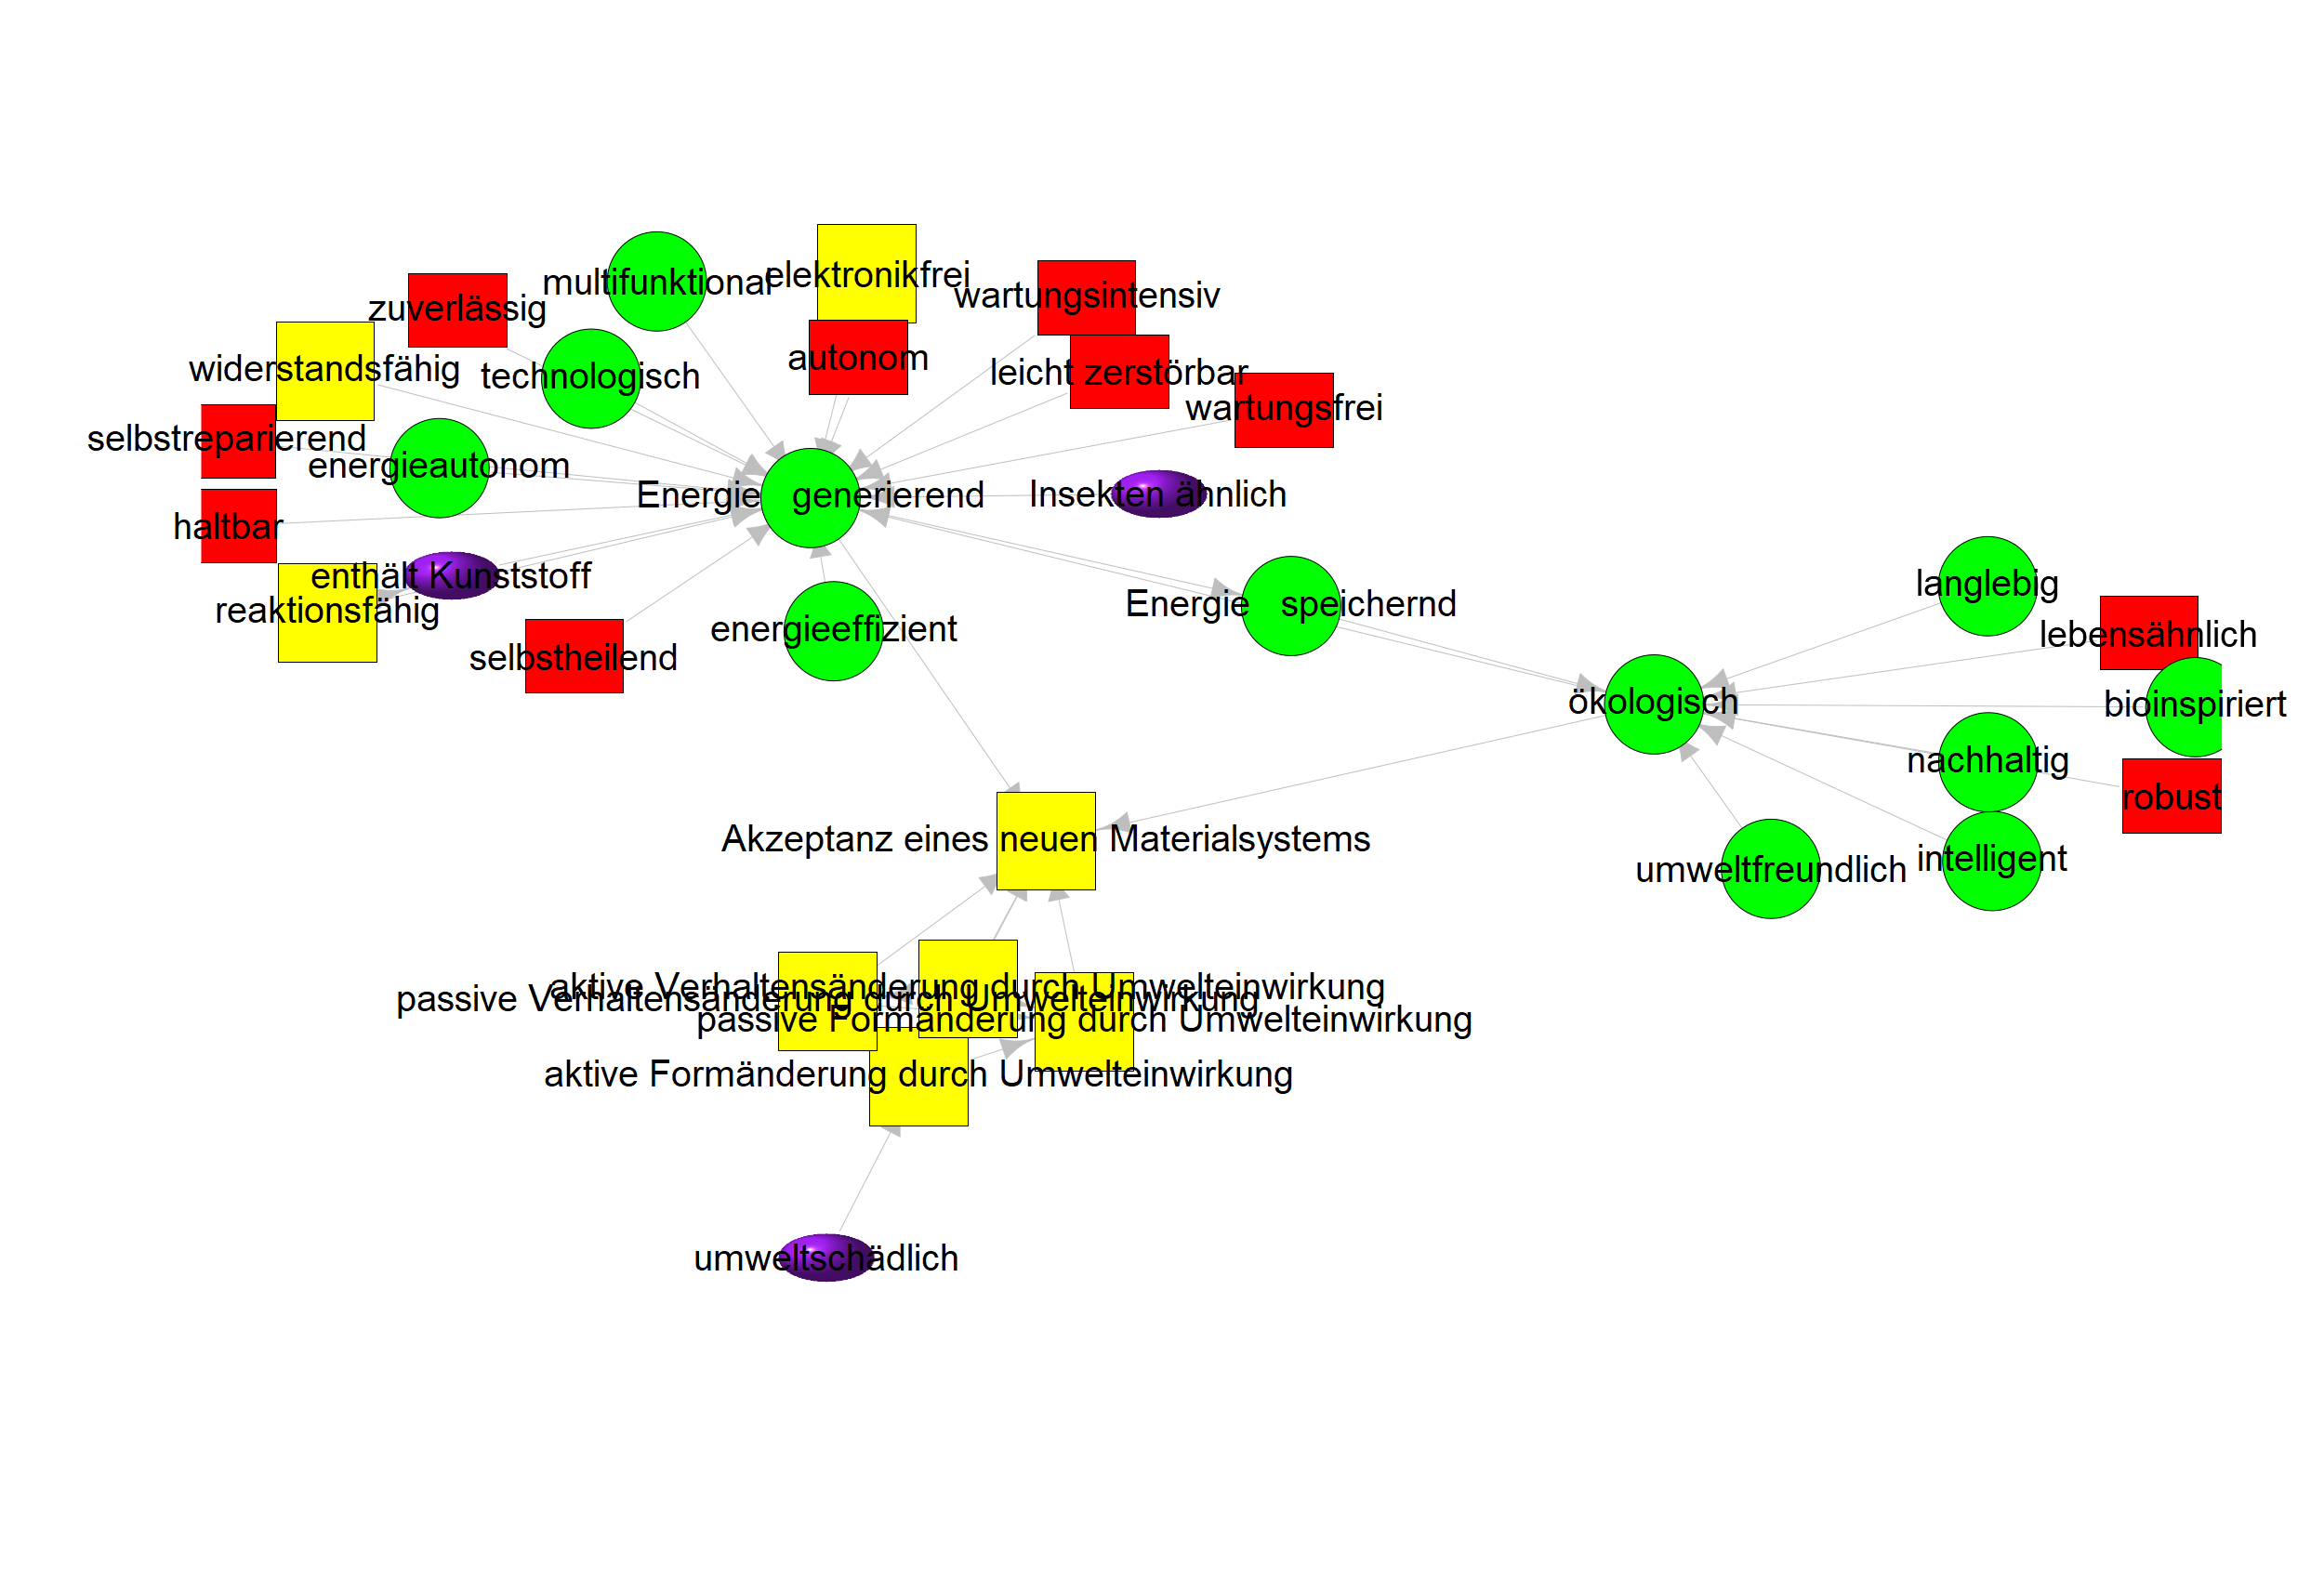 multifunktional
elektronikfrei
wartungsintensiv
zuverlässig
autonom
widerstandsfähig
technologisch
leicht zerstörbar
wartungsfrei
selbstreparierend
energieautonom
Energie generierend
Insekten ähnlich
haltbar
enthält Kunststoff
reaktionsfähig
Energie speichernd
langlebig
energieeffizient
lebensähnlich
selbstheilend
ökologisch
bioinspiriert
nachhaltig
robust
Akzeptanz eines neuen Materialsystems
intelligent
umweltfreundlich
aktive Verhaltensänderung durch Umwelteinwirkung
passive Verhaltensänderung durch Umwelteinwirkung
passive Formänderung durch Umwelteinwirkung
aktive Formänderung durch Umwelteinwirkung
umweltschädlich